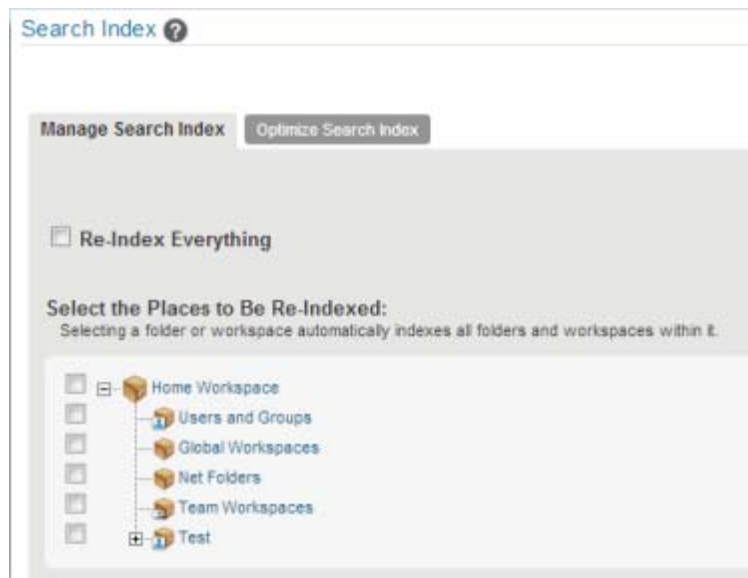 Search Index ?
Manage Search Index
Optimize Search Index
Re-Index Everything
Select the Places to Be Re-Indexed:
Selecting a folder or workspace automatically indexes all folders and workspaces within it.
Home Workspace
Users and Groups
Global Workspaces
Net Folders
Team Workspaces
Test